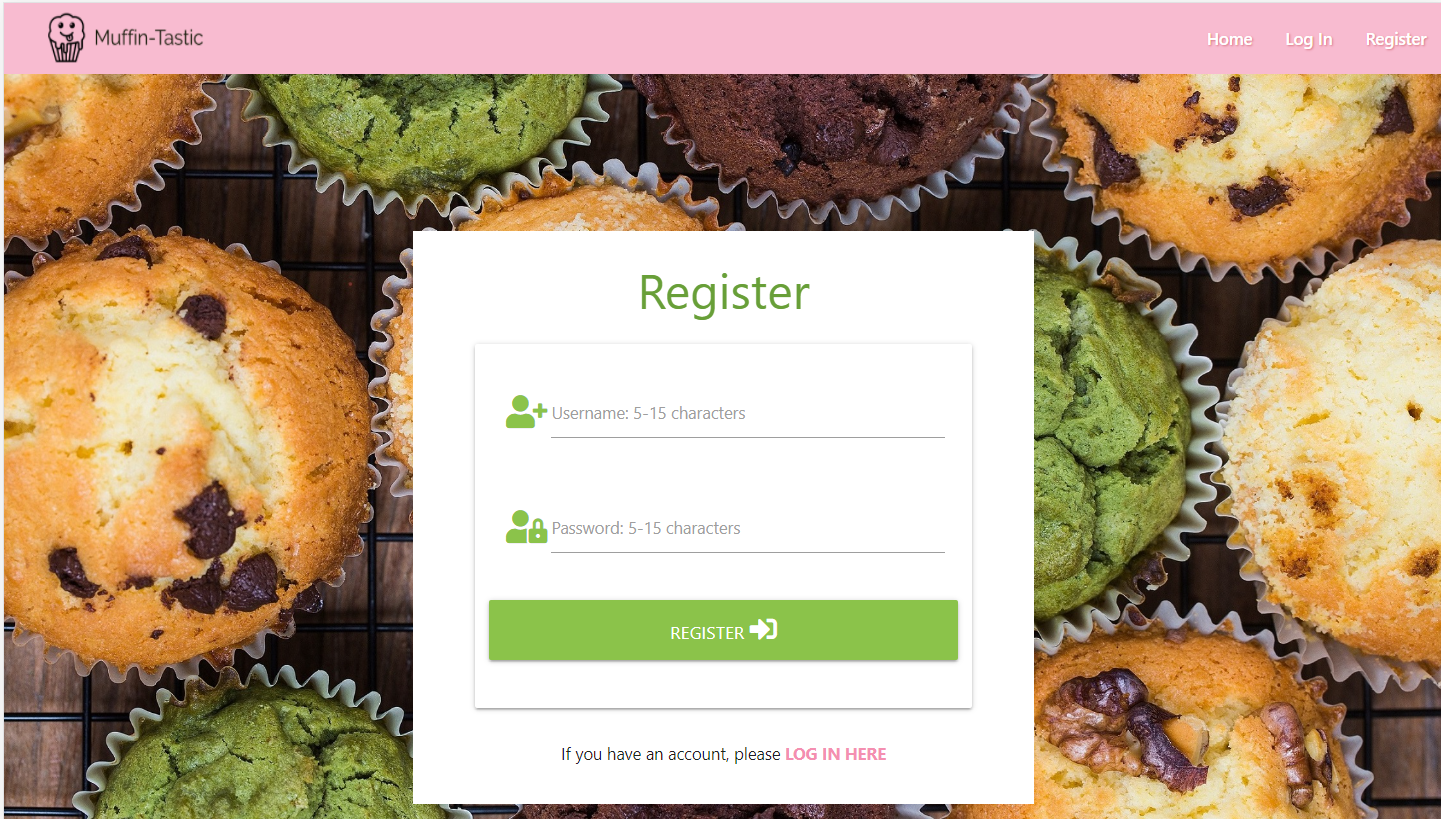 Muffin-Tastic
Home Log In Register
Register
Username: 5-15 characters
Password: 5-15 characters
REGISTER
If you have an account, please LOG IN HERE